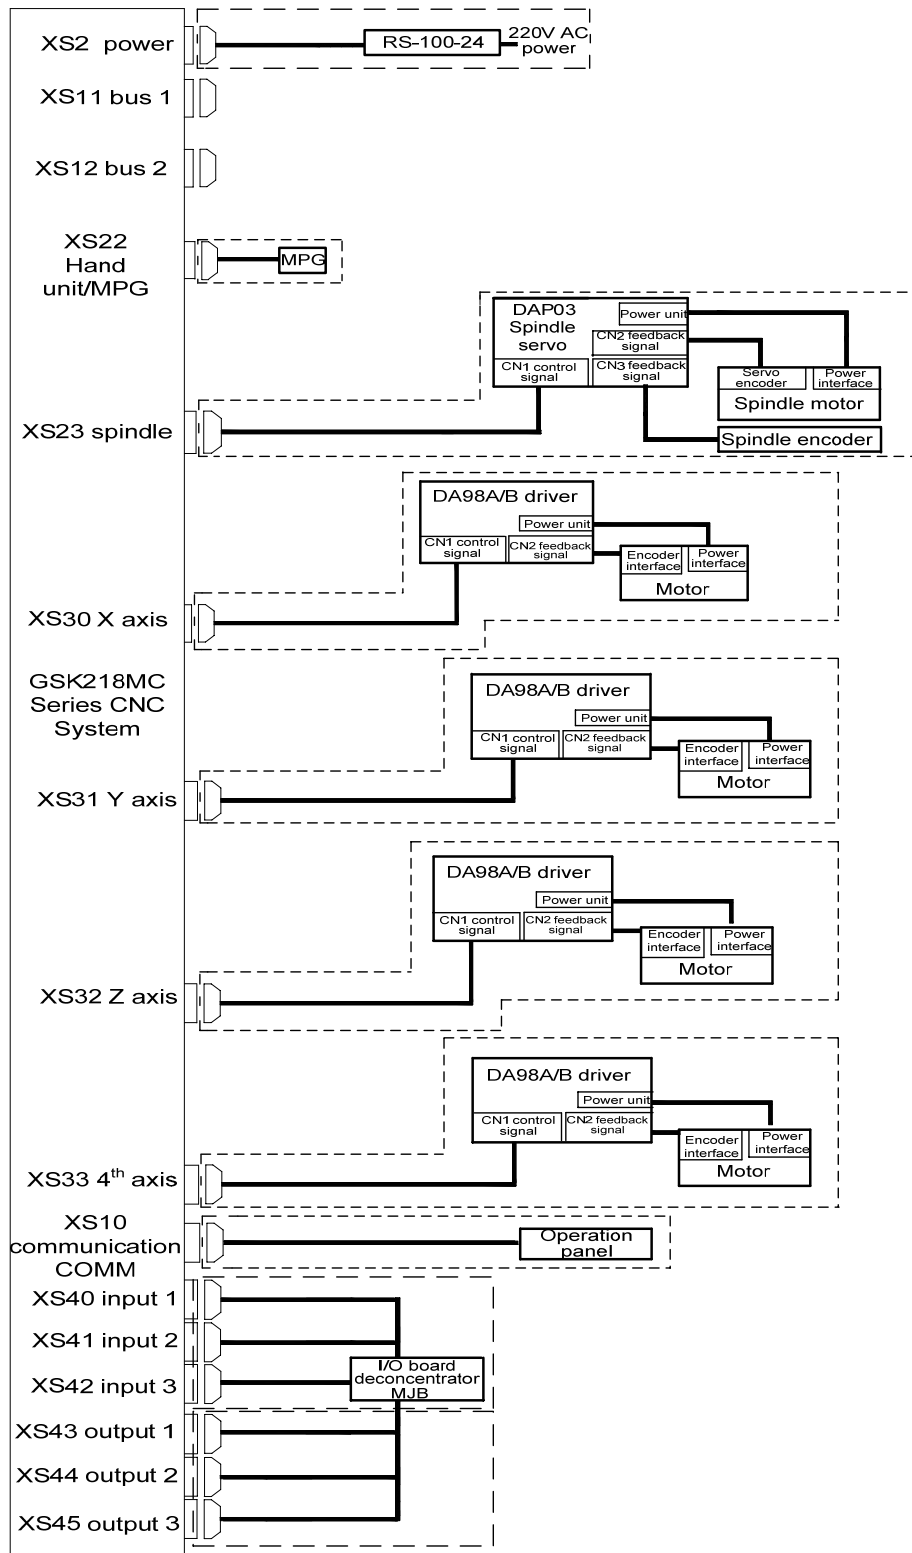 XS2 power
RS-100-24
220V AC
power
XS11 bus 1
XS12 bus 2
XS22
Hand
unit/MPG
MPG
DAP03
Spindle
servo
Power unit
CN2 feedback
signal
CN1 control
signal
CN3 feedback
signal
Servo
encoder
Power
interface
Spindle motor
Spindle encoder
XS23 spindle
DA98A/B driver
Power unit
CN1 control
signal
CN2 feedback
signal
Encoder
interface
Power
interface
Motor
XS30 X axis
GSK218MC
Series CNC
System
DA98A/B driver
Power unit
CN1 control
signal
CN2 feedback
signal
Encoder
interface
Power
interface
Motor
XS31 Y axis
DA98A/B driver
Power unit
CN1 control
signal
CN2 feedback
signal
Encoder
interface
Power
interface
Motor
XS32 Z axis
DA98A/B driver
Power unit
CN1 control
signal
CN2 feedback
signal
Encoder
interface
Power
interface
Motor
XS33 4th axis
XS10
communication
COMM
Operation
panel
XS40 input 1
XS41 input 2
XS42 input 3
I/O board
deconcentrator
MJB
XS43 output 1
XS44 output 2
XS45 output 3